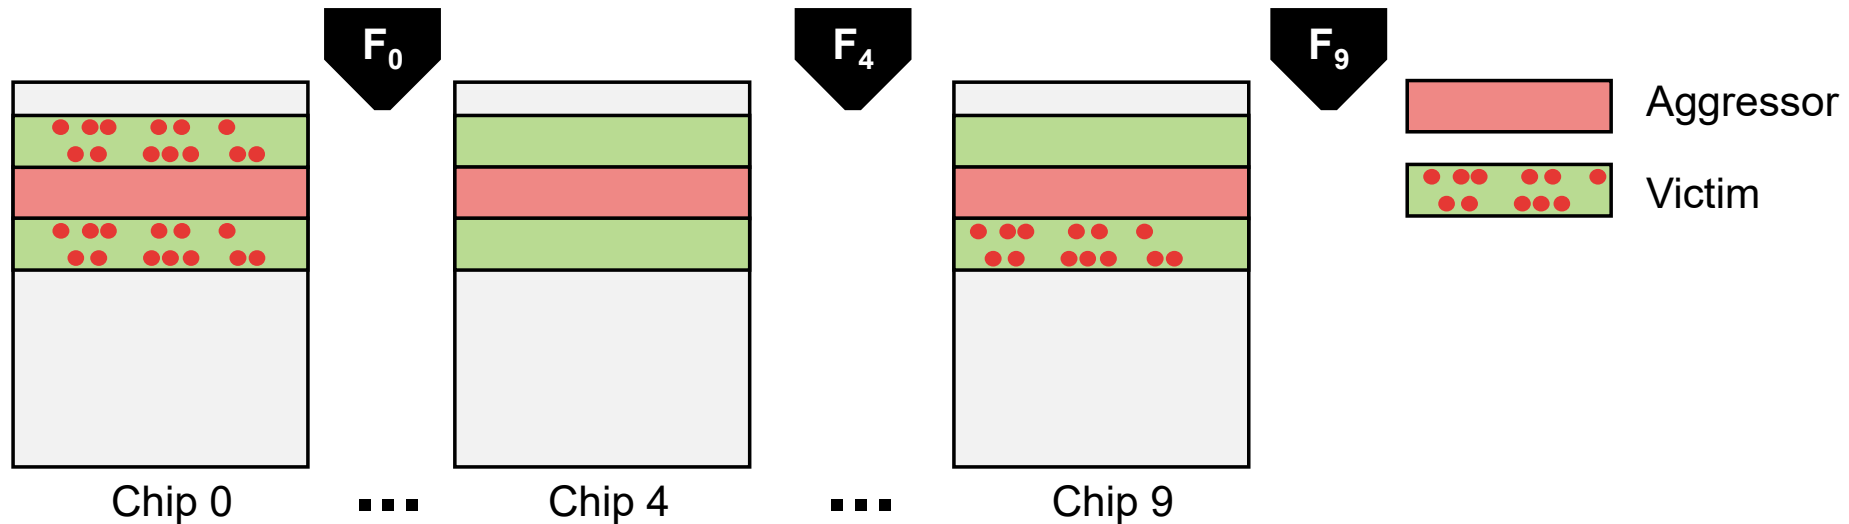 F₀
F₄
F₉
Aggressor
Victim
Chip 0
...
Chip 4
...
Chip 9